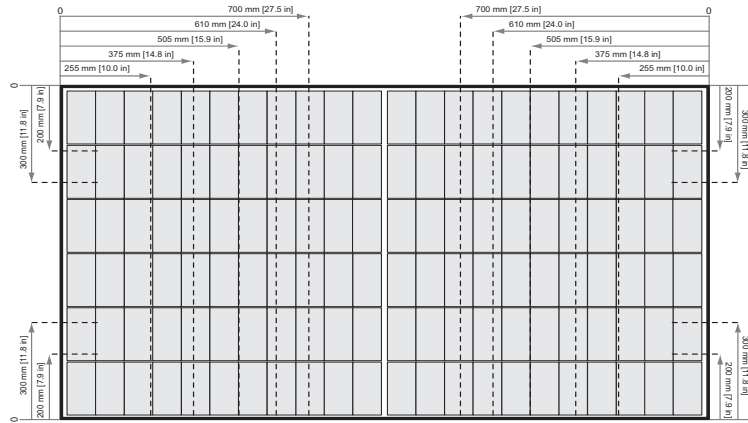 0
700 mm [27.5 in]
700 mm [27.5 in]
0
610 mm [24.0 in]
610 mm [24.0 in]
505 mm [15.9 in]
505 mm [15.9 in]
375 mm [14.8 in]
375 mm [14.8 in]
255 mm [10.0 in]
255 mm [10.0 in]
0
300 mm [11.8 in]
200 mm [7.9 in]
200 mm [7.9 in]
300 mm [11.8 in]
300 mm [11.8 in]
200 mm [7.9 in]
200 mm [7.9 in]
300 mm [11.8 in]
0